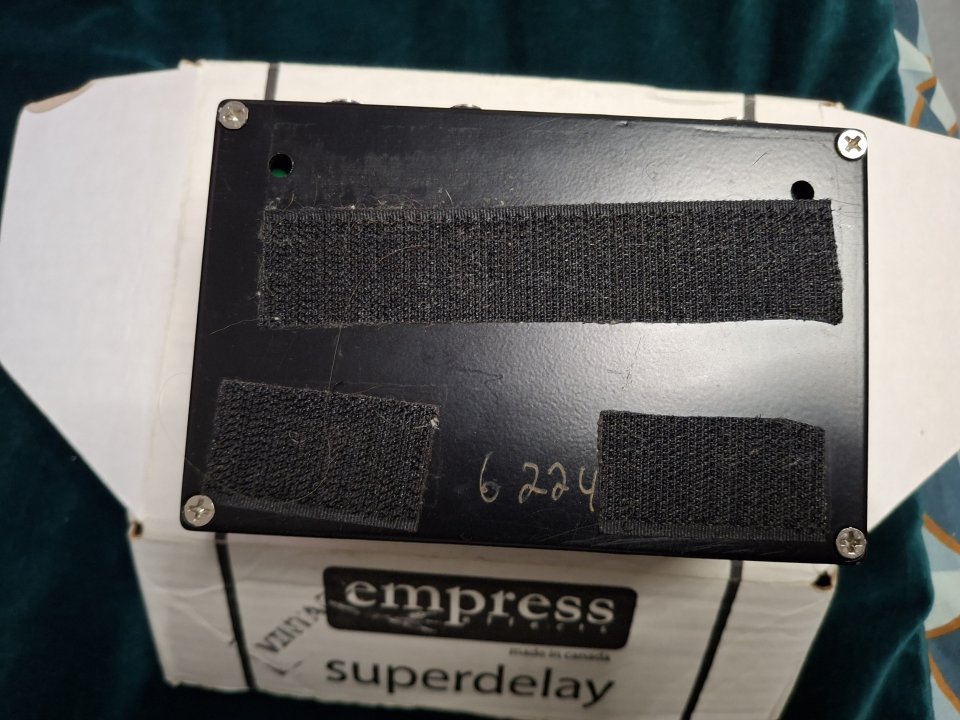 6224
empress
effects
made in canada
superdelay